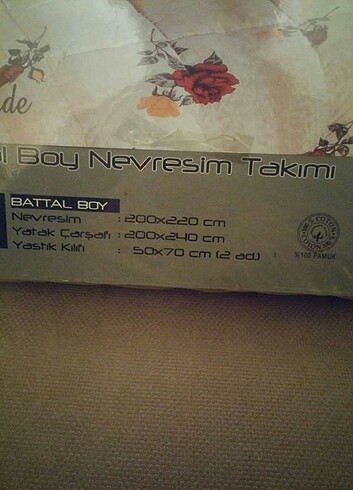 de
Boy Nevresim Takımı
BATTAL BOY
Nevresim : 200x220 cm
Yatak Çarşafı : 200x240 cm
Yastık Kılıfı : 50x70 cm (2 ad.)
%100 PAMUK